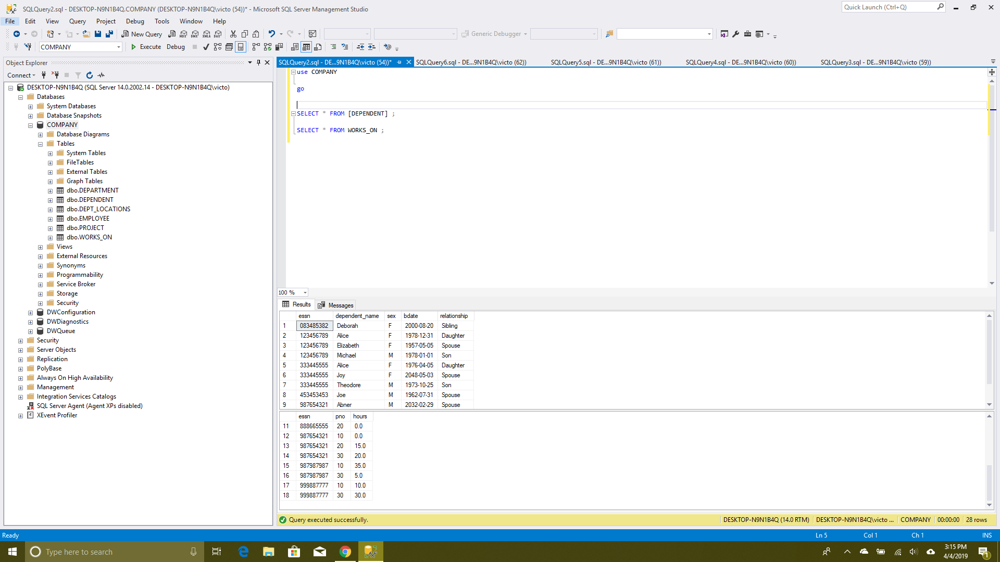 SQLQuery2.sql - DESKTOP-N9N1B4Q.COMPANY (DESKTOP-N9N1B4Q\victo (54))* - Microsoft SQL Server Management Studio
Quick Launch (Ctrl+Q)
File Edit View Query Project Debug Tools Window Help
New Query
MDX DMX XMLA DAX
Generic Debugger
COMPANY
Execute Debug
Object Explorer
Connect
DESKTOP-N9N1B4Q (SQL Server 14.0.2002.14 - DESKTOP-N9N1B4Q\victo)
Databases
System Databases
Database Snapshots
COMPANY
Database Diagrams
Tables
System Tables
FileTables
External Tables
Graph Tables
dbo.DEPARTMENT
dbo.DEPENDENT
dbo.DEPT_LOCATIONS
dbo.EMPLOYEE
dbo.PROJECT
dbo.WORKS_ON
Views
External Resources
Synonyms
Programmability
Service Broker
Storage
Security
DWConfiguration
DWDiagnostics
DWQueue
Security
Server Objects
Replication
PolyBase
Always On High Availability
Management
Integration Services Catalogs
SQL Server Agent (Agent XPs disabled)
XEvent Profiler
SQLQuery2.sql - DE...9N1B4Q\victo (54))* SQLQuery6.sql - DE...9N1B4Q\victo (62)) SQLQuery5.sql - DE...9N1B4Q\victo (61)) SQLQuery4.sql - DE...9N1B4Q\victo (60)) SQLQuery3.sql - DE...9N1B4Q\victo (59))
use COMPANY
go
SELECT * FROM [DEPENDENT] ;
SELECT * FROM WORKS_ON ;
100 %
Results Messages
essn dependent_name sex bdate relationship
1 083485382 Deborah F 2000-08-20 Sibling
2 123456789 Alice F 1978-12-31 Daughter
3 123456789 Elizabeth F 1957-05-05 Spouse
4 123456789 Michael M 1978-01-01 Son
5 333445555 Alice F 1976-04-05 Daughter
6 333445555 Joy F 2048-05-03 Spouse
7 333445555 Theodore M 1973-10-25 Son
8 453453453 Joe M 1962-07-31 Spouse
9 987654321 Abner M 2032-02-29 Spouse
essn pno hours
11 888665555 20 0.0
12 987654321 10 0.0
13 987654321 20 15.0
14 987654321 30 20.0
15 987987987 10 35.0
16 987987987 30 5.0
17 999887777 10 10.0
18 999887777 30 30.0
Query executed successfully.
DESKTOP-N9N1B4Q (14.0 RTM) DESKTOP-N9N1B4Q\victo ... COMPANY 00:00:00 28 rows
Ready
Ln 5 Col 1 Ch 1 INS
Type here to search
3:15 PM
4/4/2019
1